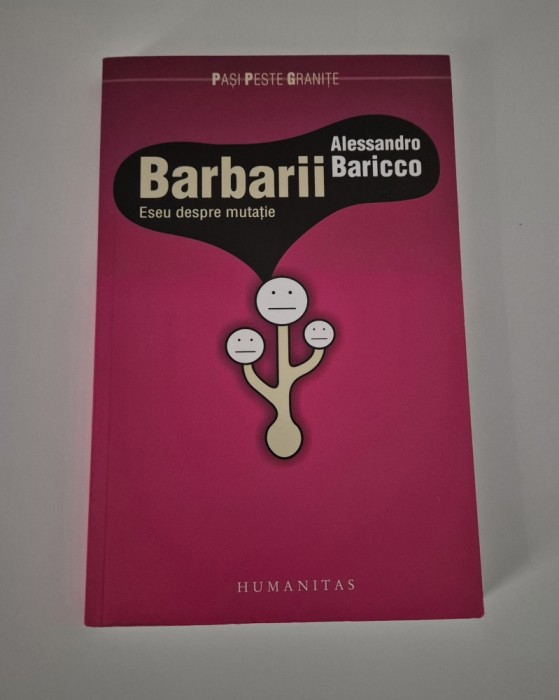 PAȘI PESTE GRANIȚE
Alessandro
Baricco
Barbarii
Eseu despre mutație
HUMANITAS